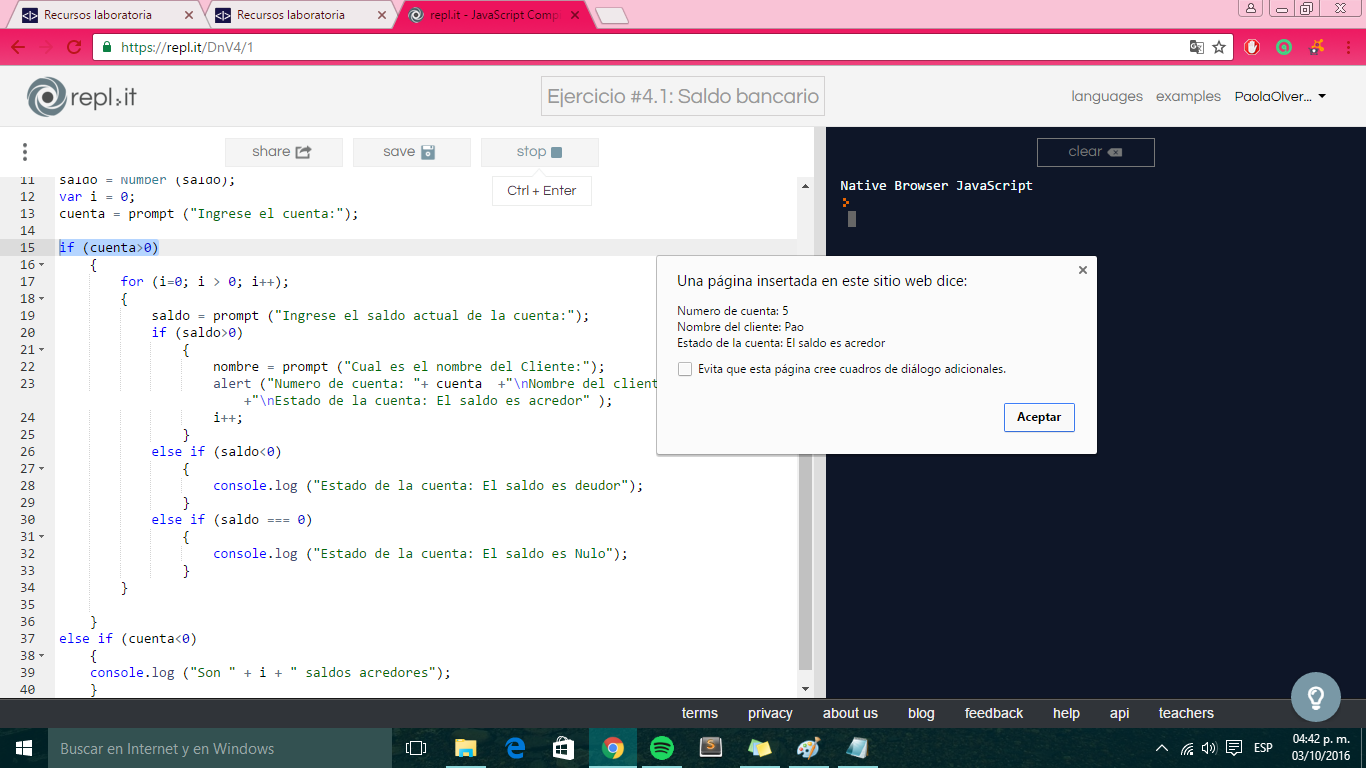 Recursos laboratoria
Recursos laboratoria
repl.it - JavaScript Comp
https://repl.it/DnV4/1
repl.it
Ejercicio #4.1: Saldo bancario
languages examples PaolaOlver...
share save stop
clear
Ctrl + Enter
11 saldo = Number (saldo);
12 var i = 0;
13 cuenta = prompt ("Ingrese el cuenta:");
14
15 if (cuenta>0)
16 {
17 for (i=0; i > 0; i++);
18 {
19 saldo = prompt ("Ingrese el saldo actual de la cuenta:");
20 if (saldo>0)
21 {
22 nombre = prompt ("Cual es el nombre del Cliente:");
23 alert ("Numero de cuenta: "+ cuenta +"\nNombre del client
+"\nEstado de la cuenta: El saldo es acredor" );
24 i++;
25 }
26 else if (saldo<0)
27 {
28 console.log ("Estado de la cuenta: El saldo es deudor");
29 }
30 else if (saldo === 0)
31 {
32 console.log ("Estado de la cuenta: El saldo es Nulo");
33 }
34 }
35
36 }
37 else if (cuenta<0)
38 {
39 console.log ("Son " + i + " saldos acredores");
40 }
Native Browser JavaScript
Una página insertada en este sitio web dice:
Numero de cuenta: 5
Nombre del cliente: Pao
Estado de la cuenta: El saldo es acredor
Evita que esta página cree cuadros de diálogo adicionales.
Aceptar
terms privacy about us blog feedback help api teachers
Buscar en Internet y en Windows
ESP
04:42 p. m.
03/10/2016